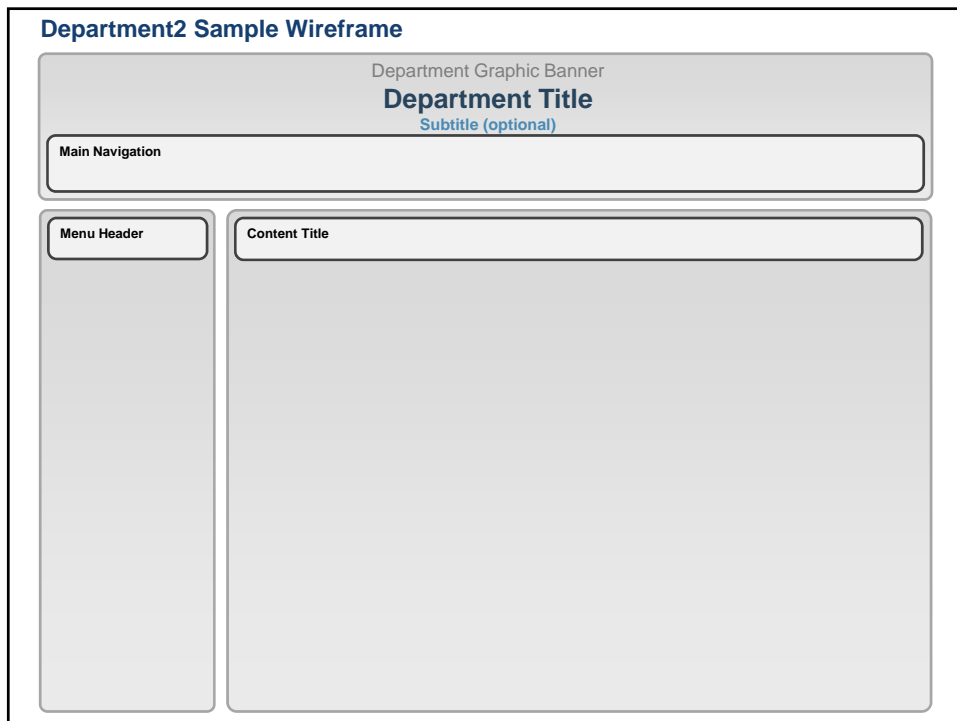 Department2 Sample Wireframe
Department Graphic Banner
Department Title
Subtitle (optional)
Main Navigation
Menu Header
Content Title